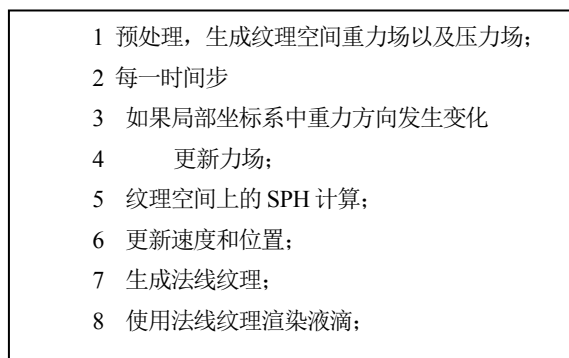 1 预处理，生成纹理空间重力场以及压力场；
2 每一时间步
3 如果局部坐标系中重力方向发生变化
4 更新力场；
5 纹理空间上的 SPH 计算；
6 更新速度和位置；
7 生成法线纹理；
8 使用法线纹理渲染液滴；